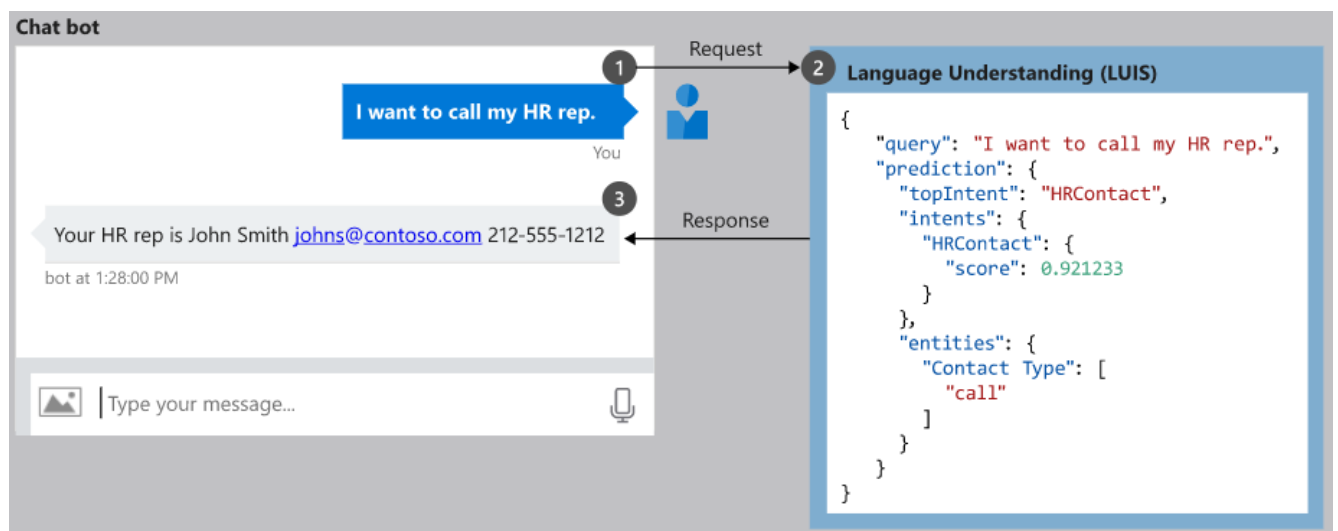 Chat bot
1
Request
2
Language Understanding (LUIS)
I want to call my HR rep.
You
3
Response
Your HR rep is John Smith johns@contoso.com 212-555-1212
bot at 1:28:00 PM
Type your message...
{
"query": "I want to call my HR rep.",
"prediction": {
"topIntent": "HRContact",
"intents": {
"HRContact": {
"score": 0.921233
}
},
"entities": {
"Contact Type": [
"call"
]
}
}
}